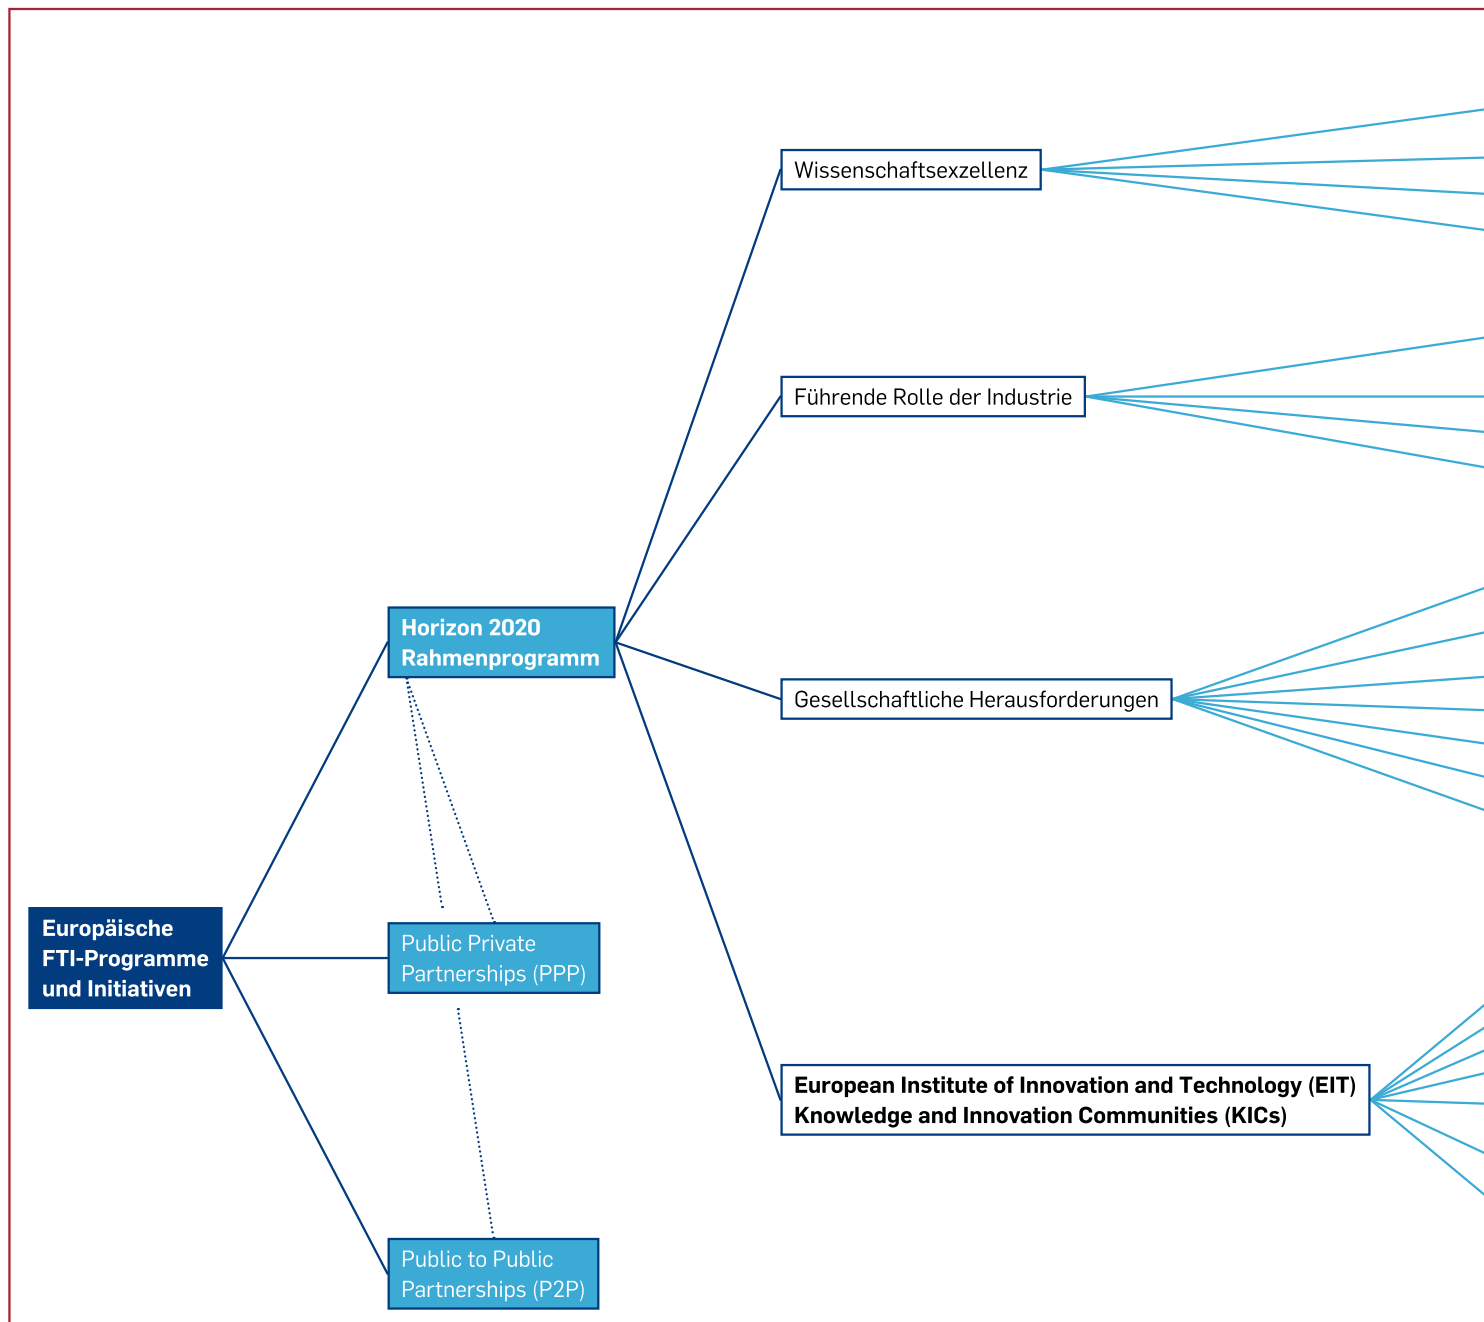 Wissenschaftsexzellenz
Führende Rolle der Industrie
Horizon 2020
Rahmenprogramm
Gesellschaftliche Herausforderungen
Europäische
FTI-Programme
und Initiativen
Public Private
Partnerships (PPP)
European Institute of Innovation and Technology (EIT)
Knowledge and Innovation Communities (KICs)
Public to Public
Partnerships (P2P)